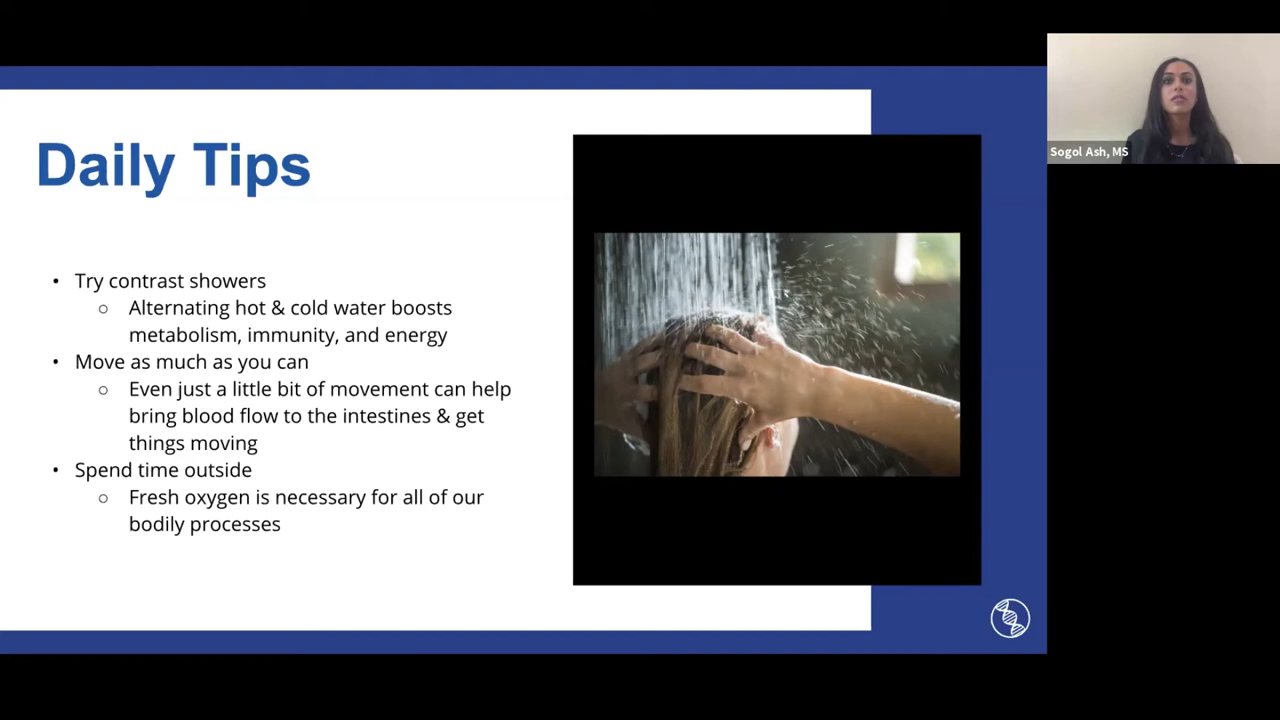 Daily Tips
• Try contrast showers
○ Alternating hot & cold water boosts
metabolism, immunity, and energy
• Move as much as you can
○ Even just a little bit of movement can help
bring blood flow to the intestines & get
things moving
• Spend time outside
○ Fresh oxygen is necessary for all of our
bodily processes
Sogol Ash, MS